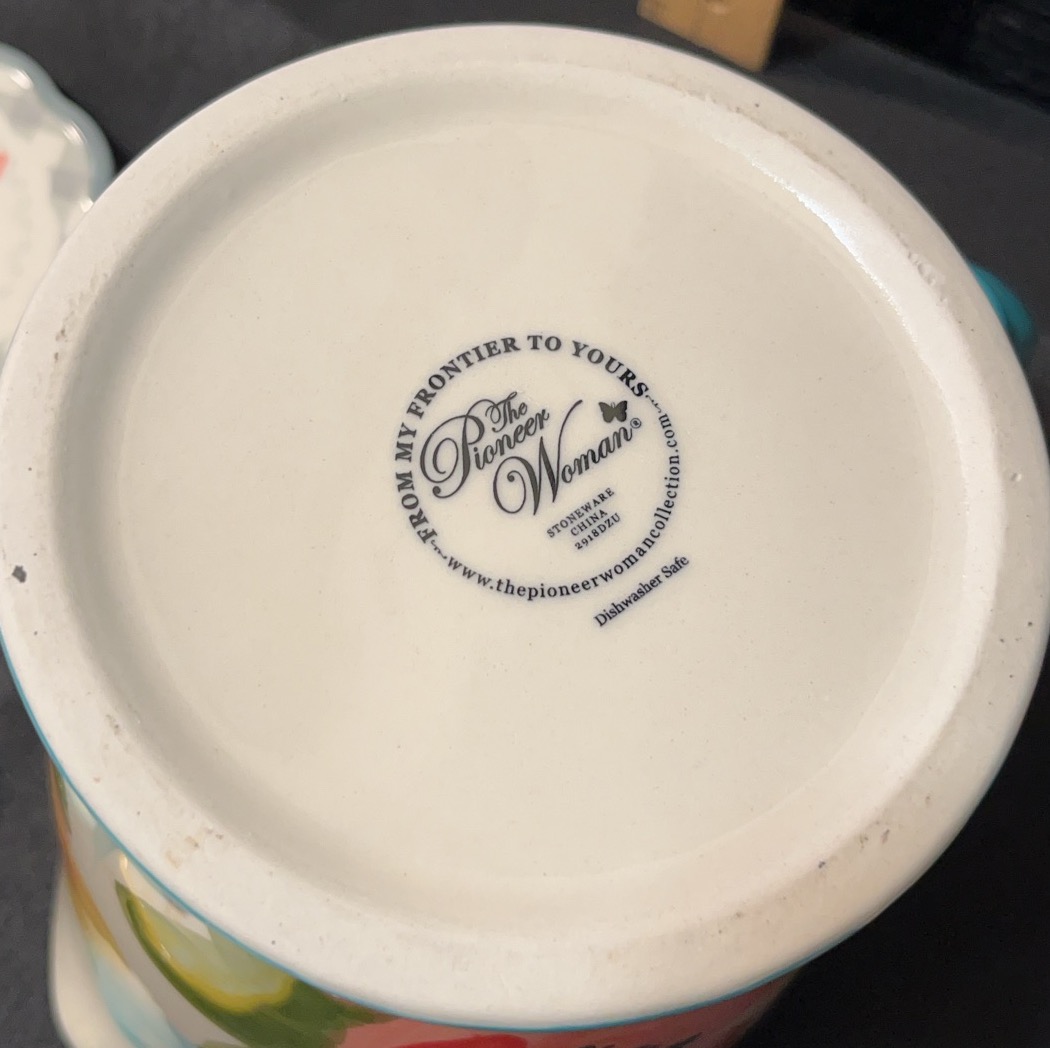 FROM MY FRONTIER TO YOURS...
The
Pioneer
Woman®
STONEWARE
CHINA
2918DZU
...www.thepioneerwomancollection.com...
Dishwasher Safe